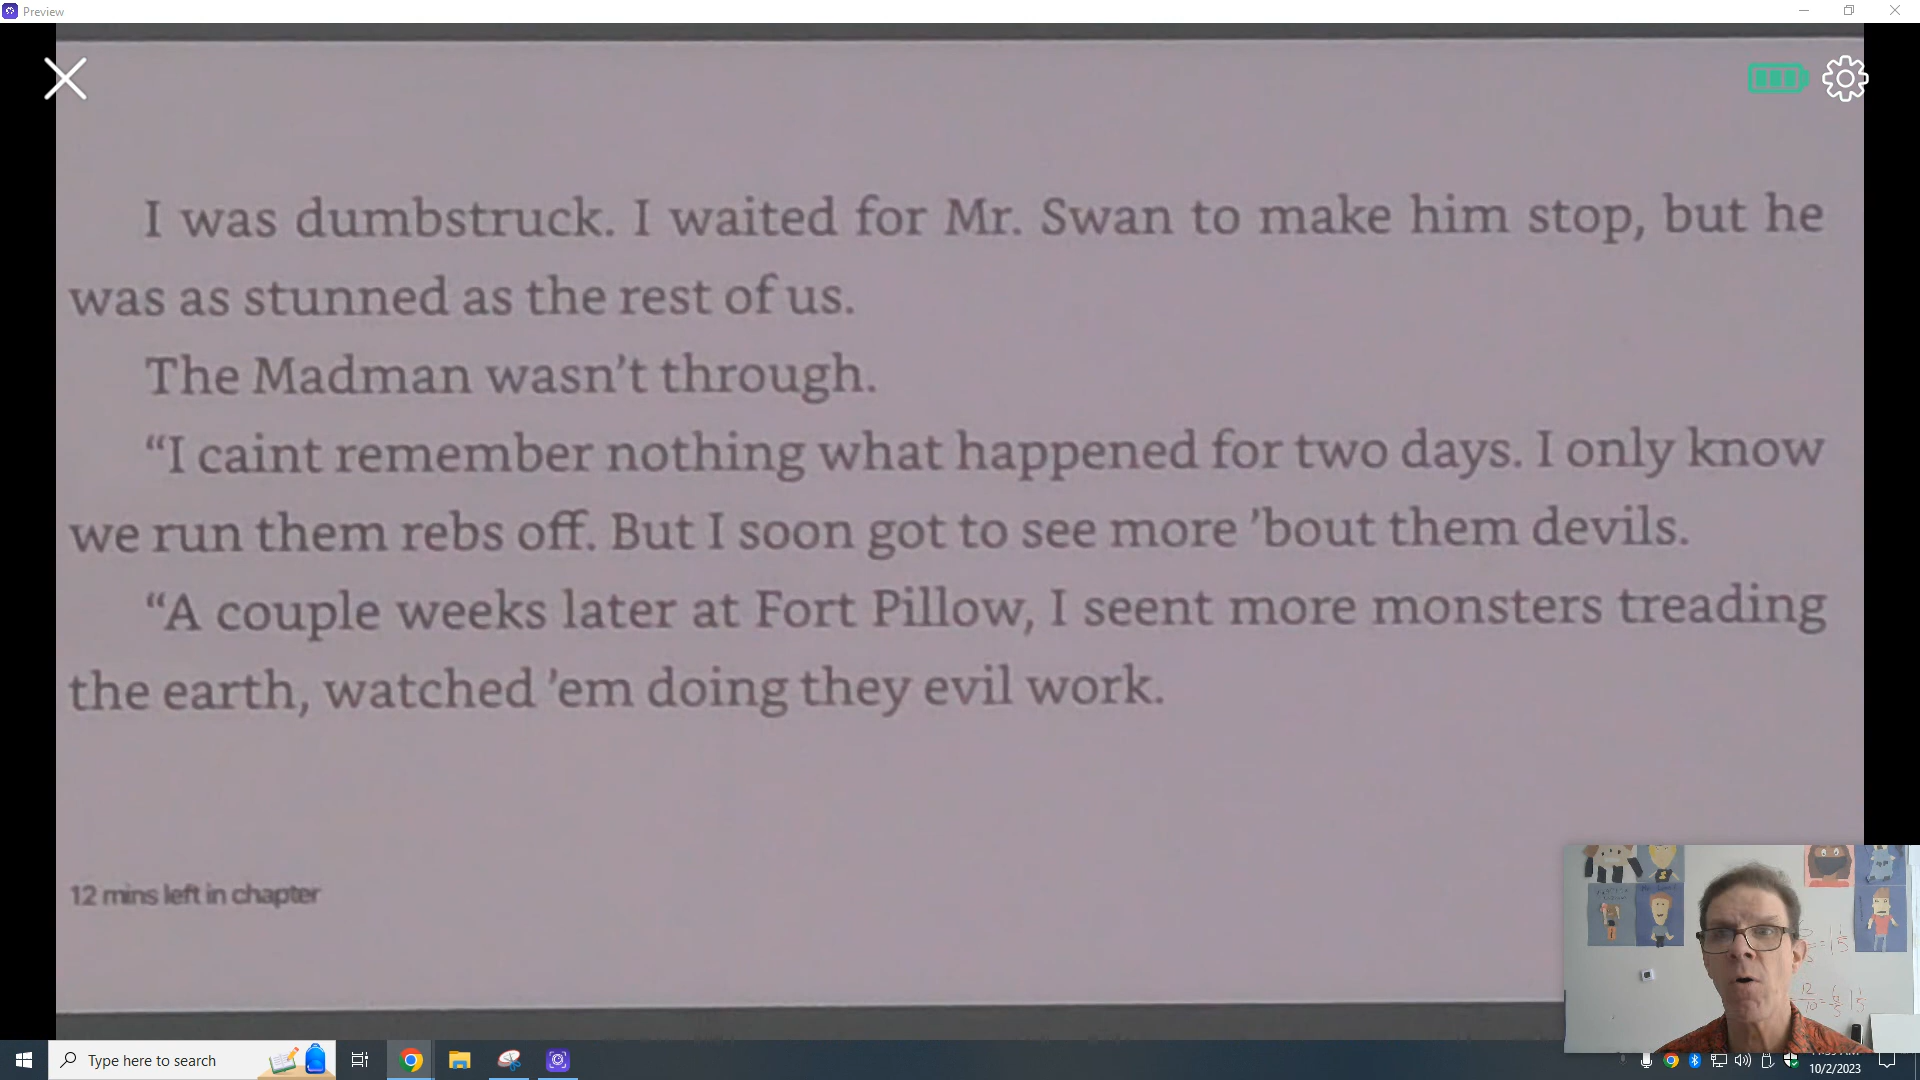 Preview
I was dumbstruck. I waited for Mr. Swan to make him stop, but he
was as stunned as the rest of us.
The Madman wasn’t through.
“I caint remember nothing what happened for two days. I only know
we run them rebs off. But I soon got to see more ’bout them devils.
“A couple weeks later at Fort Pillow, I seent more monsters treading
the earth, watched ’em doing they evil work.
12 mins left in chapter
Type here to search
10/2/2023